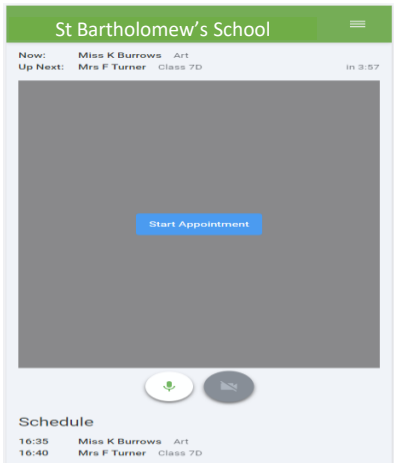 St Bartholomew’s School
Now: Miss K Burrows Art
Up Next: Mrs F Turner Class 7D in 3:57
Start Appointment
Schedule
16:35 Miss K Burrows Art
16:40 Mrs F Turner Class 7D